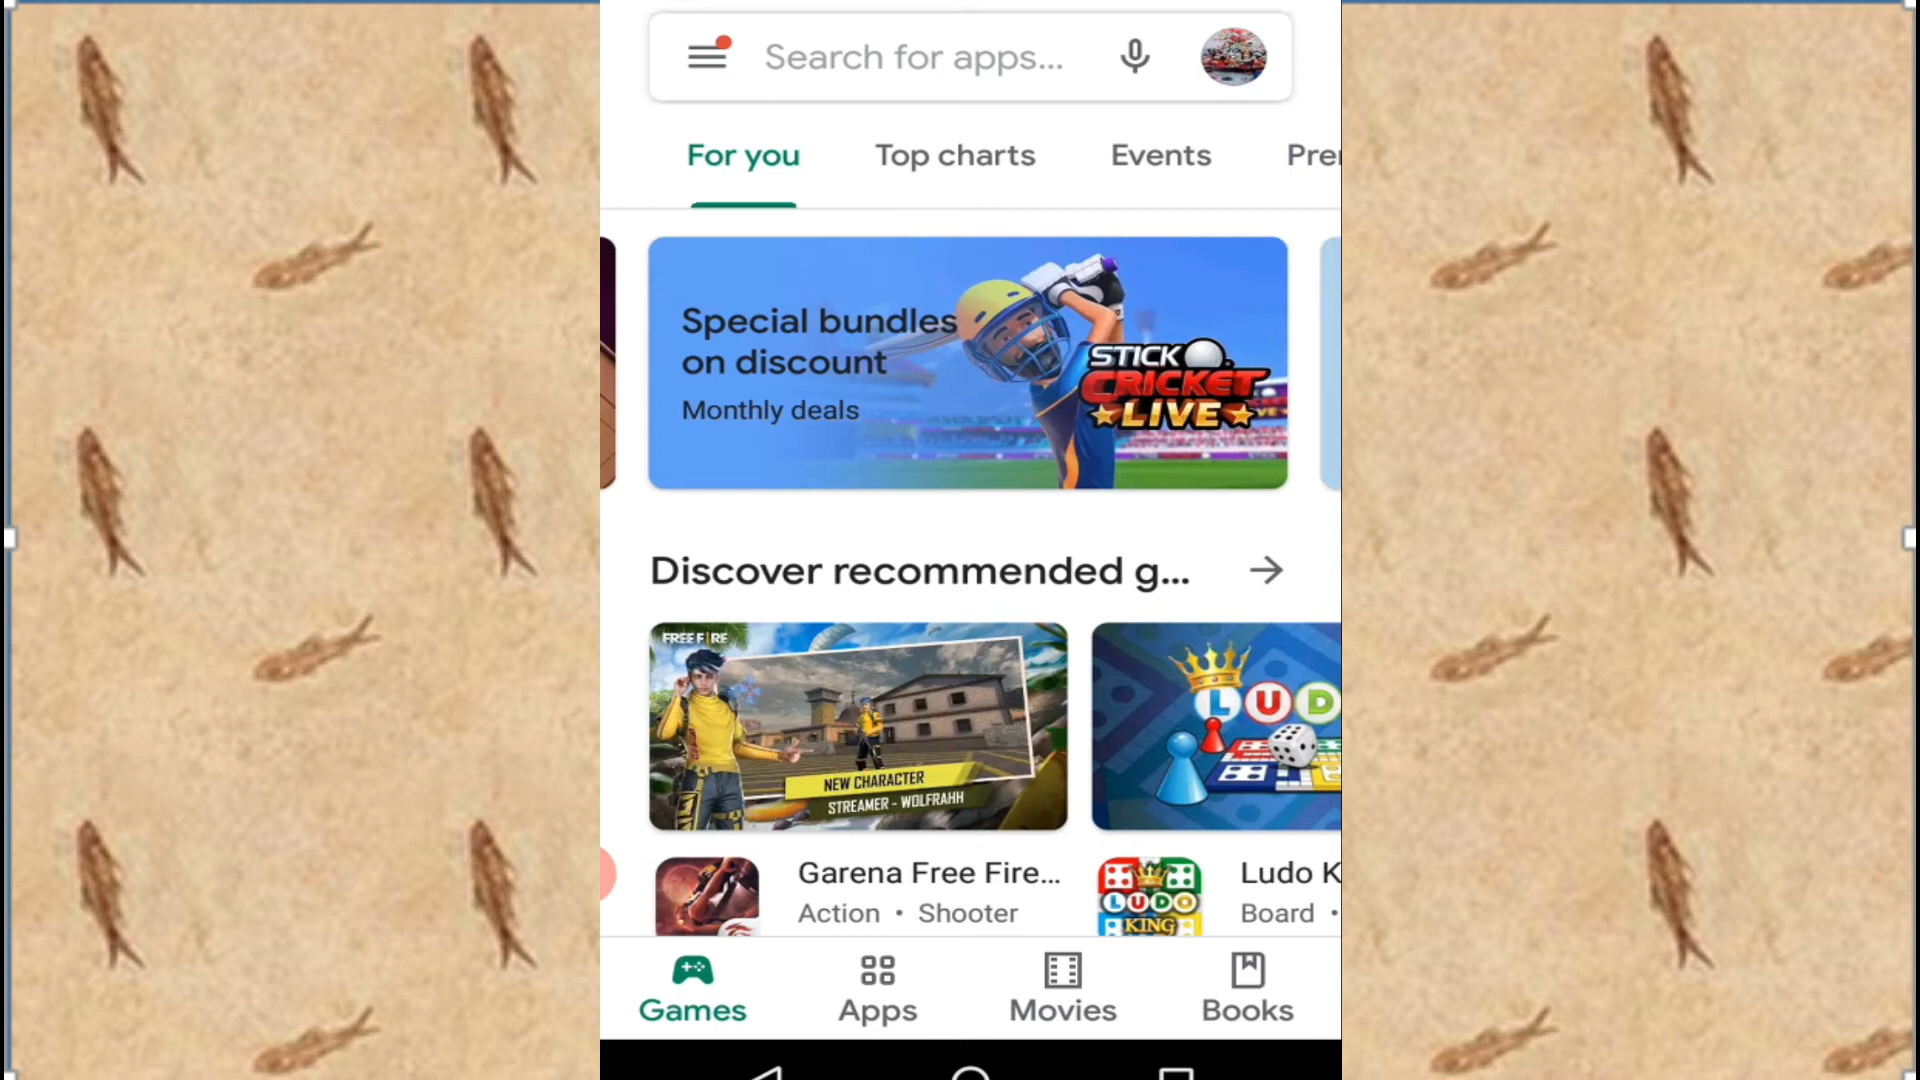 Search for apps...
For you
Top charts
Events
Pre
Special bundles
on discount
Monthly deals
STICK
CRICKET
LIVE
Discover recommended g...
FREE FIRE
NEW CHARACTER
STREAMER - WOLFRAHH
LUD
Garena Free Fire...
Action • Shooter
LUDO
KING
Ludo K
Board •
Games
Apps
Movies
Books